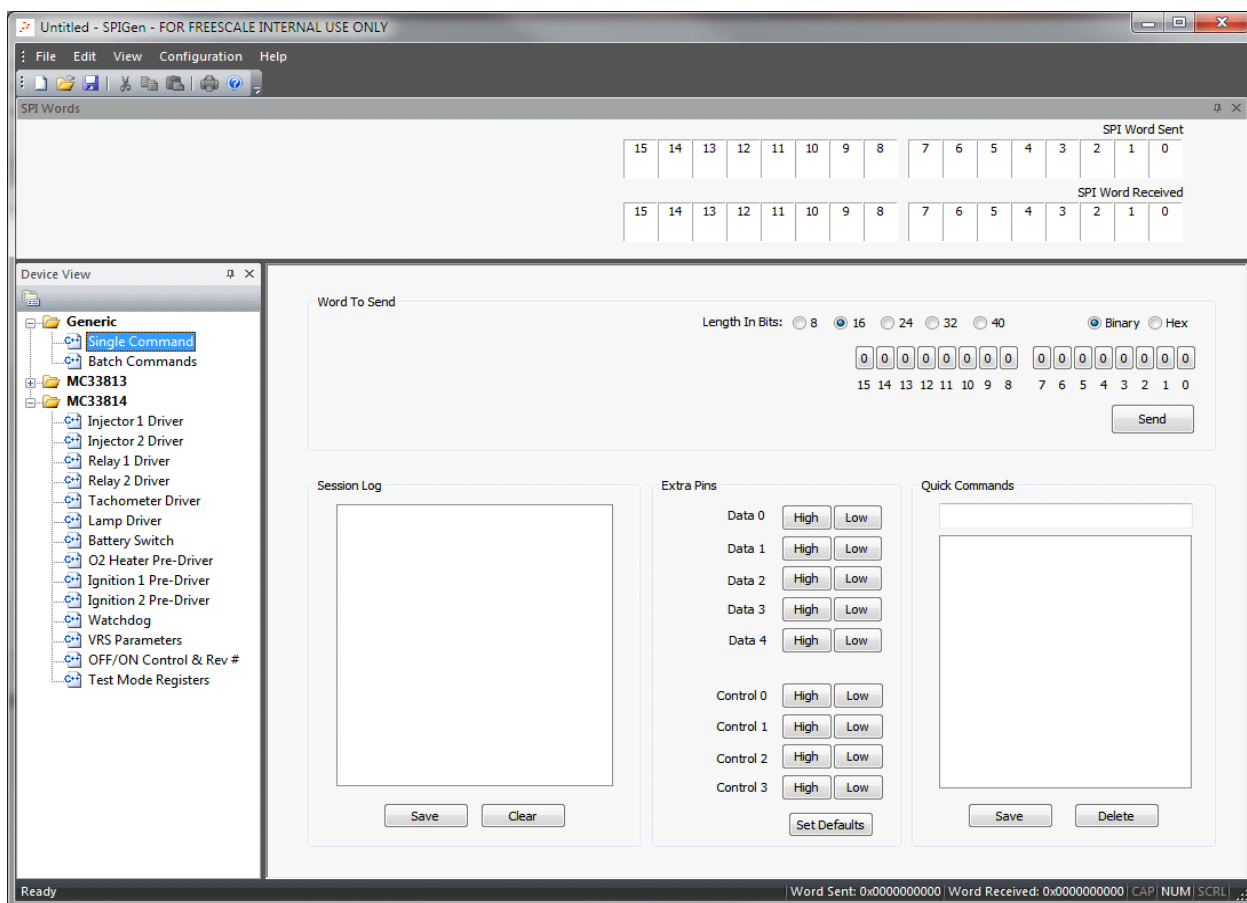 Untitled - SPIGen - FOR FREESCALE INTERNAL USE ONLY
File Edit View Configuration Help
SPI Words
SPI Word Sent
15 14 13 12 11 10 9 8 7 6 5 4 3 2 1 0
SPI Word Received
15 14 13 12 11 10 9 8 7 6 5 4 3 2 1 0
Device View
Generic
Single Command
Batch Commands
MC33813
MC33814
Injector 1 Driver
Injector 2 Driver
Relay 1 Driver
Relay 2 Driver
Tachometer Driver
Lamp Driver
Battery Switch
O2 Heater Pre-Driver
Ignition 1 Pre-Driver
Ignition 2 Pre-Driver
Watchdog
VRS Parameters
OFF/ON Control & Rev #
Test Mode Registers
Word To Send
Length In Bits: 8 16 24 32 40 Binary Hex
0 0 0 0 0 0 0 0 0 0 0 0 0 0 0 0
15 14 13 12 11 10 9 8 7 6 5 4 3 2 1 0
Send
Session Log
Save Clear
Extra Pins
Data 0 High Low
Data 1 High Low
Data 2 High Low
Data 3 High Low
Data 4 High Low
Control 0 High Low
Control 1 High Low
Control 2 High Low
Control 3 High Low
Set Defaults
Quick Commands
Save Delete
Ready Word Sent: 0x0000000000 Word Received: 0x0000000000 CAP NUM SCRL